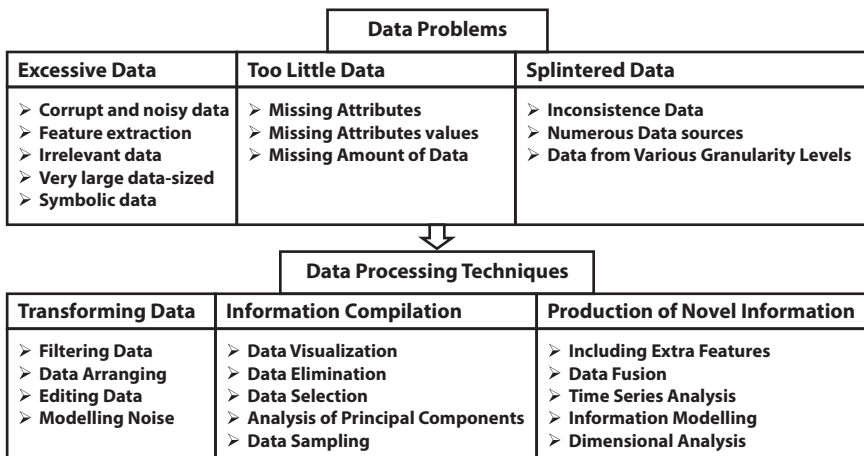 Data Problems
Excessive Data
➢ Corrupt and noisy data
➢ Feature extraction
➢ Irrelevant data
➢ Very large data-sized
➢ Symbolic data
Too Little Data
➢ Missing Attributes
➢ Missing Attributes values
➢ Missing Amount of Data
Splintered Data
➢ Inconsistence Data
➢ Numerous Data sources
➢ Data from Various Granularity Levels
Data Processing Techniques
Transforming Data
➢ Filtering Data
➢ Data Arranging
➢ Editing Data
➢ Modelling Noise
Information Compilation
➢ Data Visualization
➢ Data Elimination
➢ Data Selection
➢ Analysis of Principal Components
➢ Data Sampling
Production of Novel Information
➢ Including Extra Features
➢ Data Fusion
➢ Time Series Analysis
➢ Information Modelling
➢ Dimensional Analysis